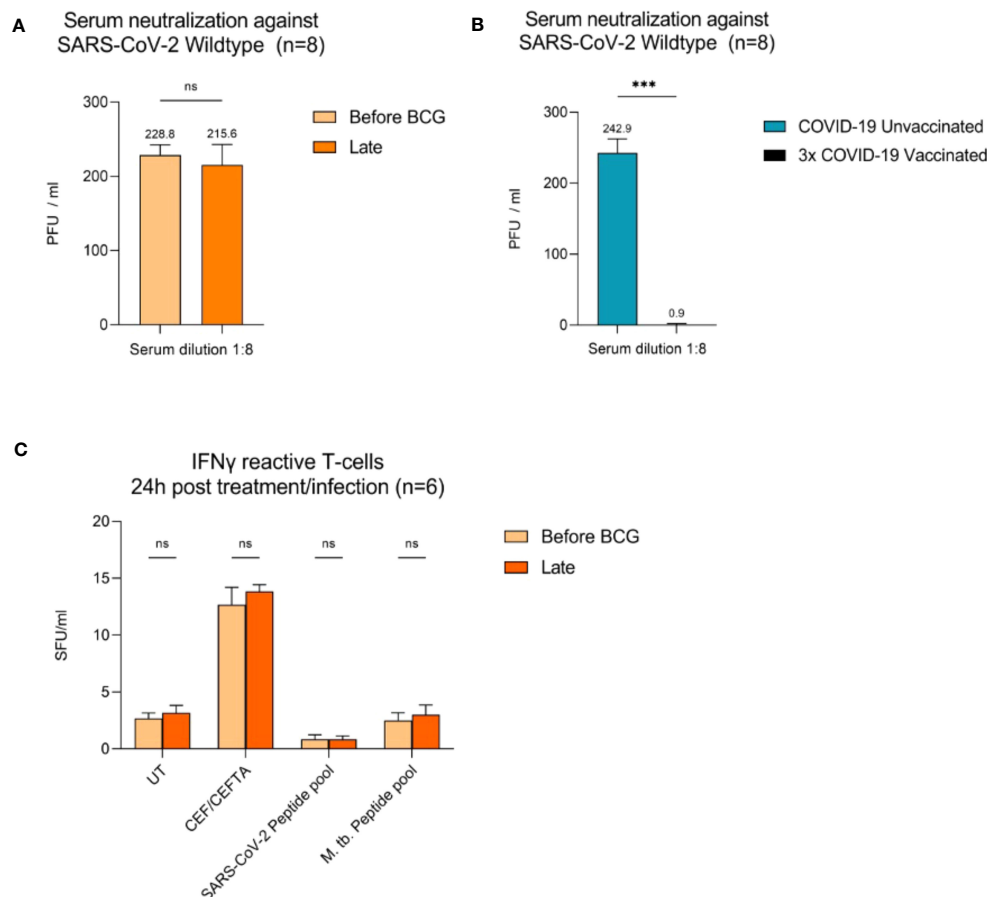 A
Serum neutralization against
SARS-CoV-2 Wildtype (n=8)
ns
300
200
100
0
PFU / ml
228.8
215.6
Serum dilution 1:8
Before BCG
Late
B
Serum neutralization against
SARS-CoV-2 Wildtype (n=8)
***
300
200
100
0
PFU / ml
242.9
0.9
Serum dilution 1:8
COVID-19 Unvaccinated
3x COVID-19 Vaccinated
C
IFNγ reactive T-cells
24h post treatment/infection (n=6)
20
15
10
5
0
SFU/ml
ns
ns
ns
ns
UT
CEF/CEFTA
SARS-CoV-2 Peptide pool
M. tb. Peptide pool
Before BCG
Late